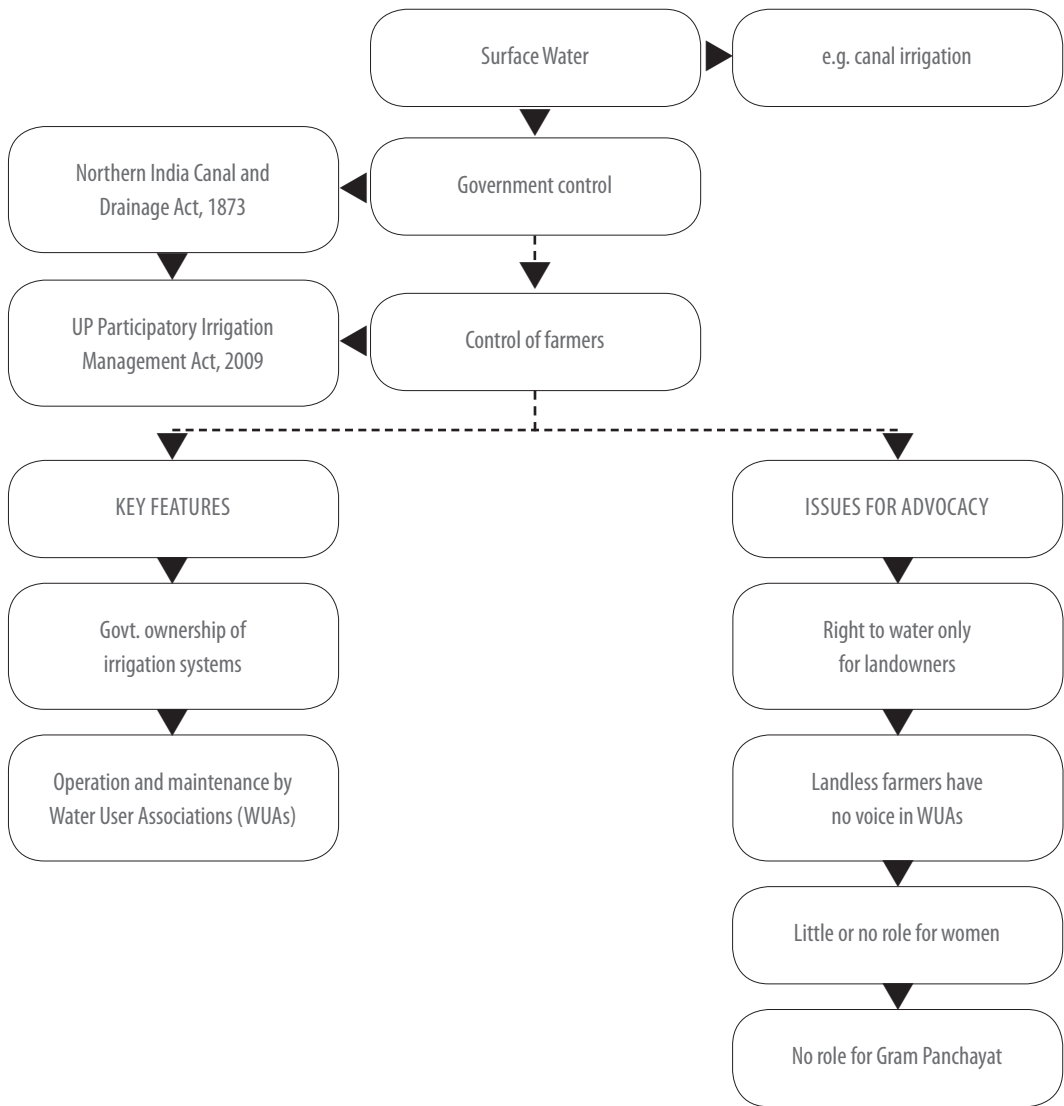 Surface Water
e.g. canal irrigation
Northern India Canal and
Drainage Act, 1873
Government control
UP Participatory Irrigation
Management Act, 2009
Control of farmers
KEY FEATURES
ISSUES FOR ADVOCACY
Govt. ownership of
irrigation systems
Right to water only
for landowners
Operation and maintenance by
Water User Associations (WUAs)
Landless farmers have
no voice in WUAs
Little or no role for women
No role for Gram Panchayat